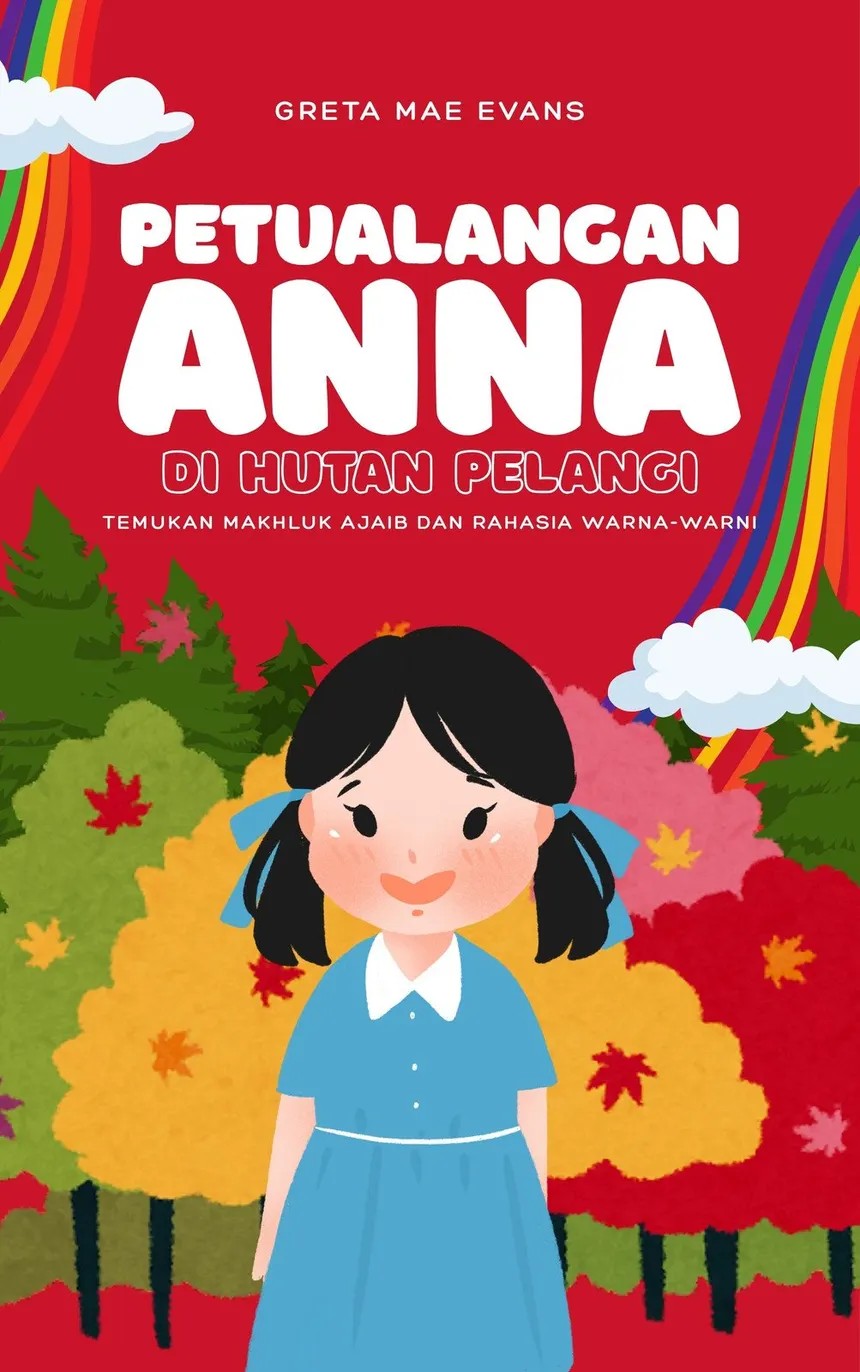 GRETA MAE EVANS
PETUALANGAN
ANNA
DI HUTAN PELANGI
TEMUKAN MAKHLUK AJAIB DAN RAHASIA WARNA-WARNI